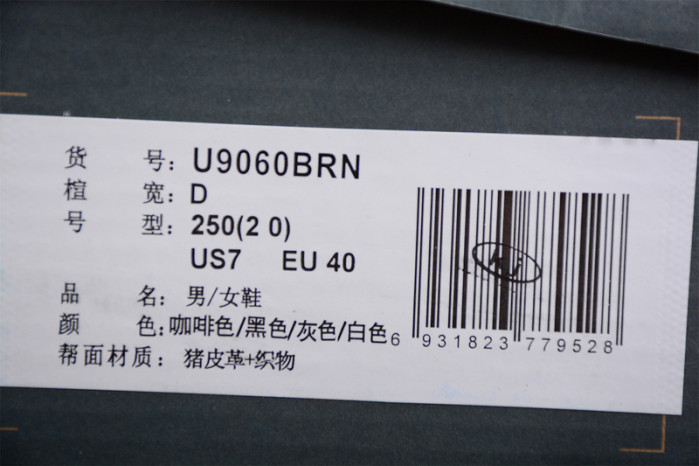 货 号: U9060BRN
楦 宽: D
号 型: 250(2 0)
US7 EU 40
品 名: 男/女鞋
颜 色: 咖啡色/黑色/灰色/白色
帮面材质: 猪皮革+织物
6 931823 779528